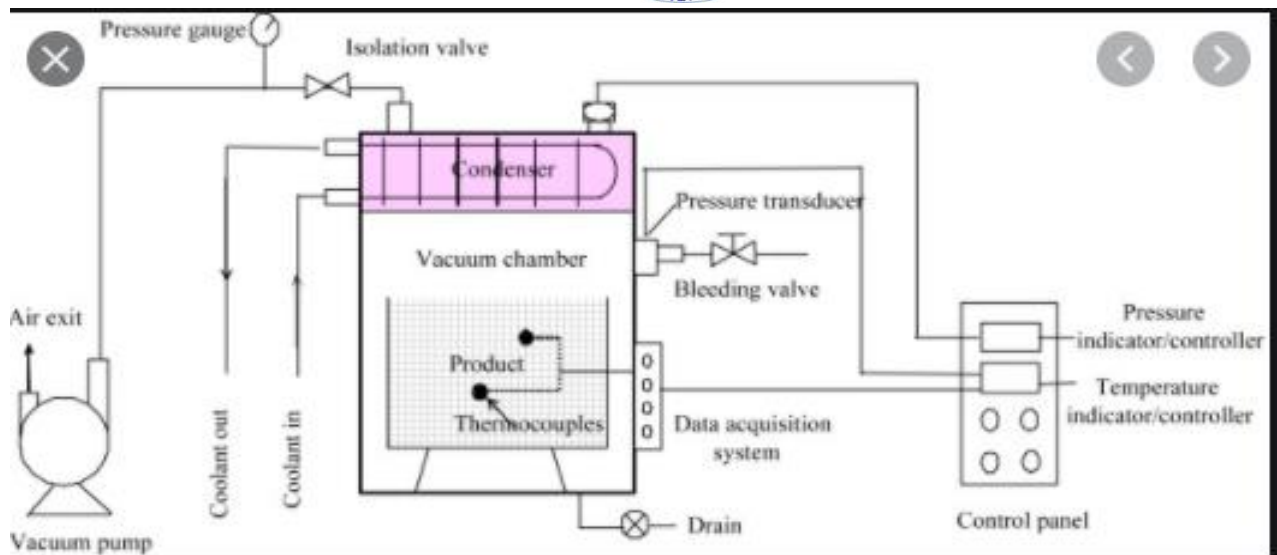 Pressure gauge
Isolation valve
Condenser
Pressure transducer
Vacuum chamber
Bleeding valve
Air exit
Pressure
indicator/controller
Product
Temperature
indicator/controller
Thermocouples
Data acquisition
system
Coolant out
Coolant in
Drain
Control panel
Vacuum pump